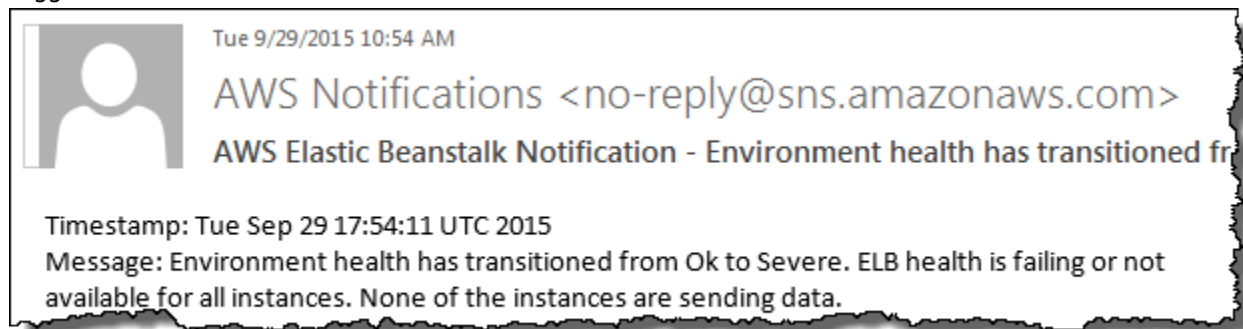 Tue 9/29/2015 10:54 AM
AWS Notifications <no-reply@sns.amazonaws.com>
AWS Elastic Beanstalk Notification - Environment health has transitioned
Timestamp: Tue Sep 29 17:54:11 UTC 2015
Message: Environment health has transitioned from Ok to Severe. ELB health is failing or not
available for all instances. None of the instances are sending data.